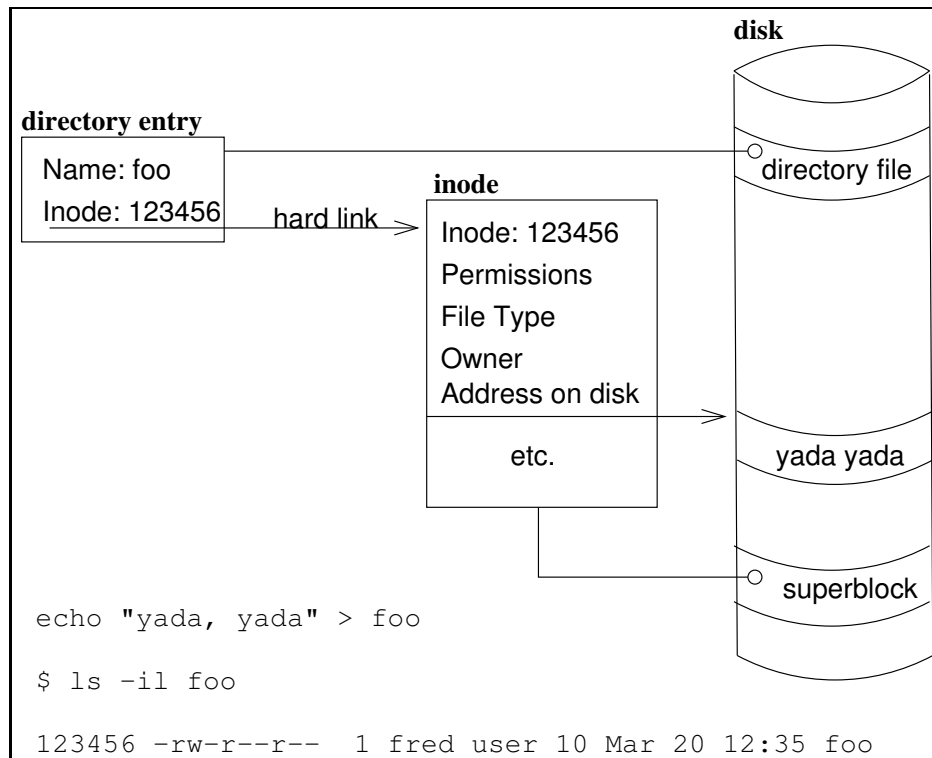 disk
directory entry
Name: foo
Inode: 123456
directory file
hard link
inode
Inode: 123456
Permissions
File Type
Owner
Address on disk
etc.
yada yada
superblock
echo "yada, yada" > foo
$ ls -il foo
123456 -rw-r--r-- 1 fred user 10 Mar 20 12:35 foo